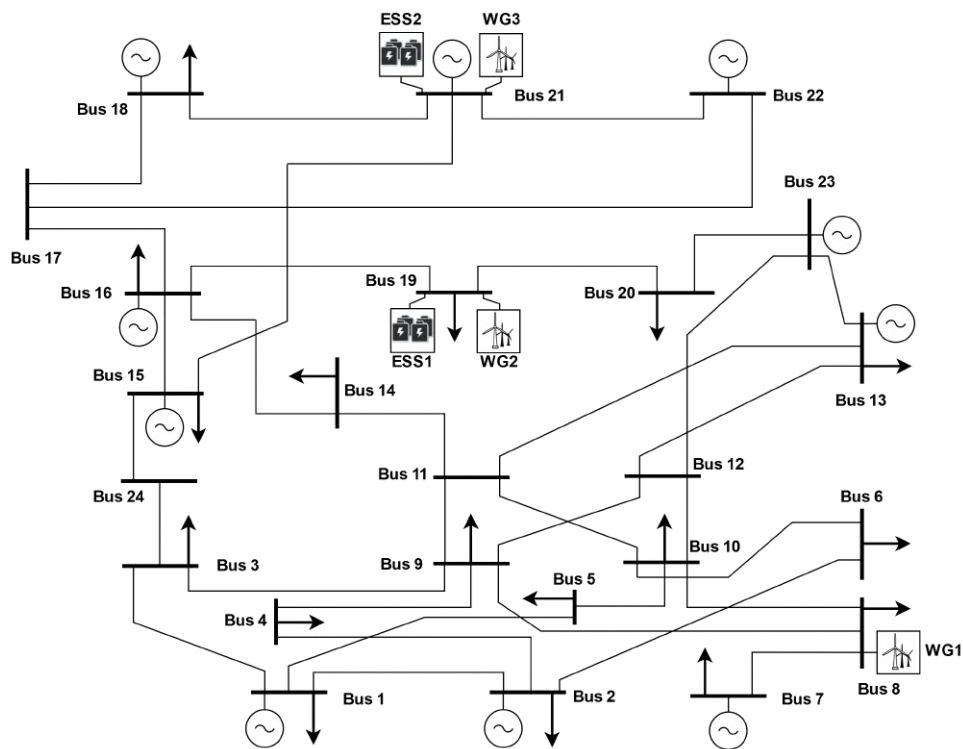 ESS2
WG3
Bus 18
Bus 21
Bus 22
Bus 23
Bus 17
Bus 19
Bus 16
Bus 20
ESS1
WG2
Bus 15
Bus 14
Bus 13
Bus 11
Bus 12
Bus 24
Bus 6
Bus 10
Bus 3
Bus 9
Bus 5
Bus 4
WG1
Bus 8
Bus 1
Bus 2
Bus 7